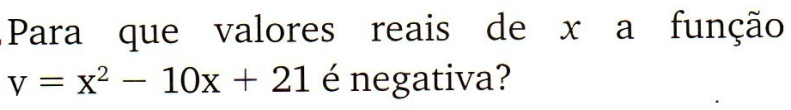 Para que valores reais de x a função
y = x² − 10x + 21 é negativa?